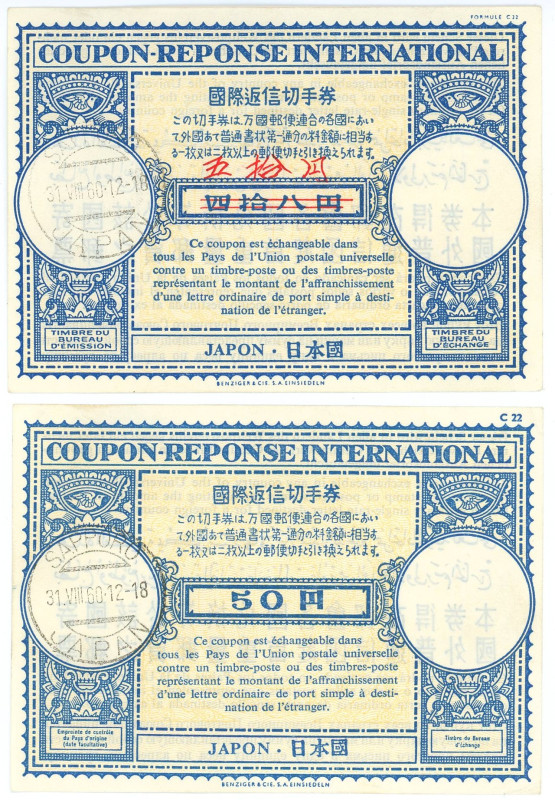 FORMULE C 22
COUPON-REPONSE INTERNATIONAL
國際返信切手券
この切手券は、万國郵便連合の各國におい
て、外國あて普通書状第一通分の料金額に相当す
る一枚又は二枚以上の郵便切手と引き換えられます。
五拾円
四拾八円
SAPPORO
31.VIII.60·12-18
JAPAN
Ce coupon est échangeable dans
tous les Pays de l'Union postale universelle
contre un timbre-poste ou des timbres-poste
représentant le montant de l'affranchissement
d'une lettre ordinaire de port simple à desti-
nation de l'étranger.
TIMBRE DU
BUREAU
D'ÉMISSION
TIMBRE DU
BUREAU
D'ÉCHANGE
JAPON · 日本國
BENZIGER & CIE. S.A. EINSIEDELN
C 22
COUPON-REPONSE INTERNATIONAL
國際返信切手券
この切手券は、万國郵便連合の各國におい
て、外國あて普通書状第一通分の料金額に相当す
る一枚又は二枚以上の郵便切手と引き換えられます。
50円
SAPPORO
31.VIII.60·12-18
JAPAN
Ce coupon est échangeable dans
tous les Pays de l'Union postale universelle
contre un timbre-poste ou des timbres-poste
représentant le montant de l'affranchissement
d'une lettre ordinaire de port simple à desti-
nation de l'étranger.
Empreinte de contrôle
du Pays d'origine
(date facultative)
Timbre du Bureau
d'échange
JAPON · 日本國
BENZIGER & CIE. S.A. EINSIEDELN